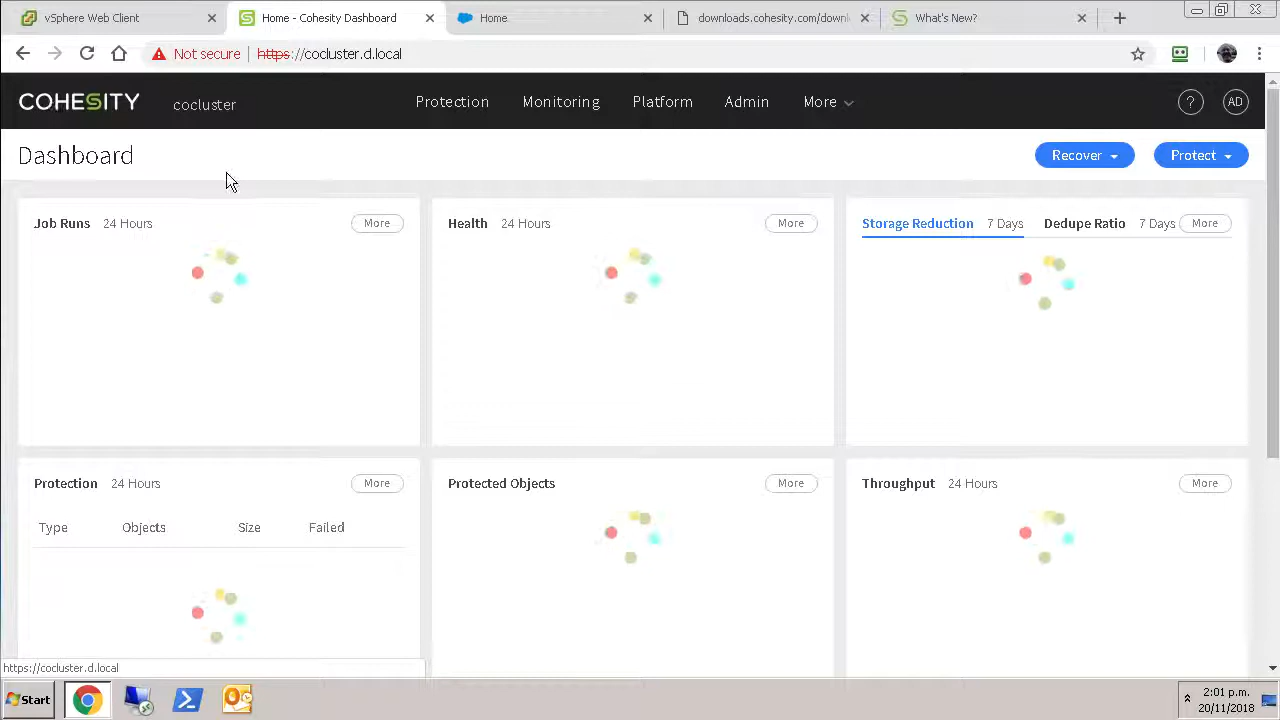 vSphere Web Client
Home - Cohesity Dashboard
Home
downloads.cohesity.com/downl
What's New?
Not secure
https://cocluster.d.local
COHESITY
cocluster
Protection
Monitoring
Platform
Admin
More
?
AD
Dashboard
Recover
Protect
Job Runs 24 Hours More
Health 24 Hours More
Storage Reduction 7 Days Dedupe Ratio 7 Days More
Protection 24 Hours More
Type Objects Size Failed
Protected Objects More
Throughput 24 Hours More
https://cocluster.d.local
Start
2:01 p.m.
20/11/2018